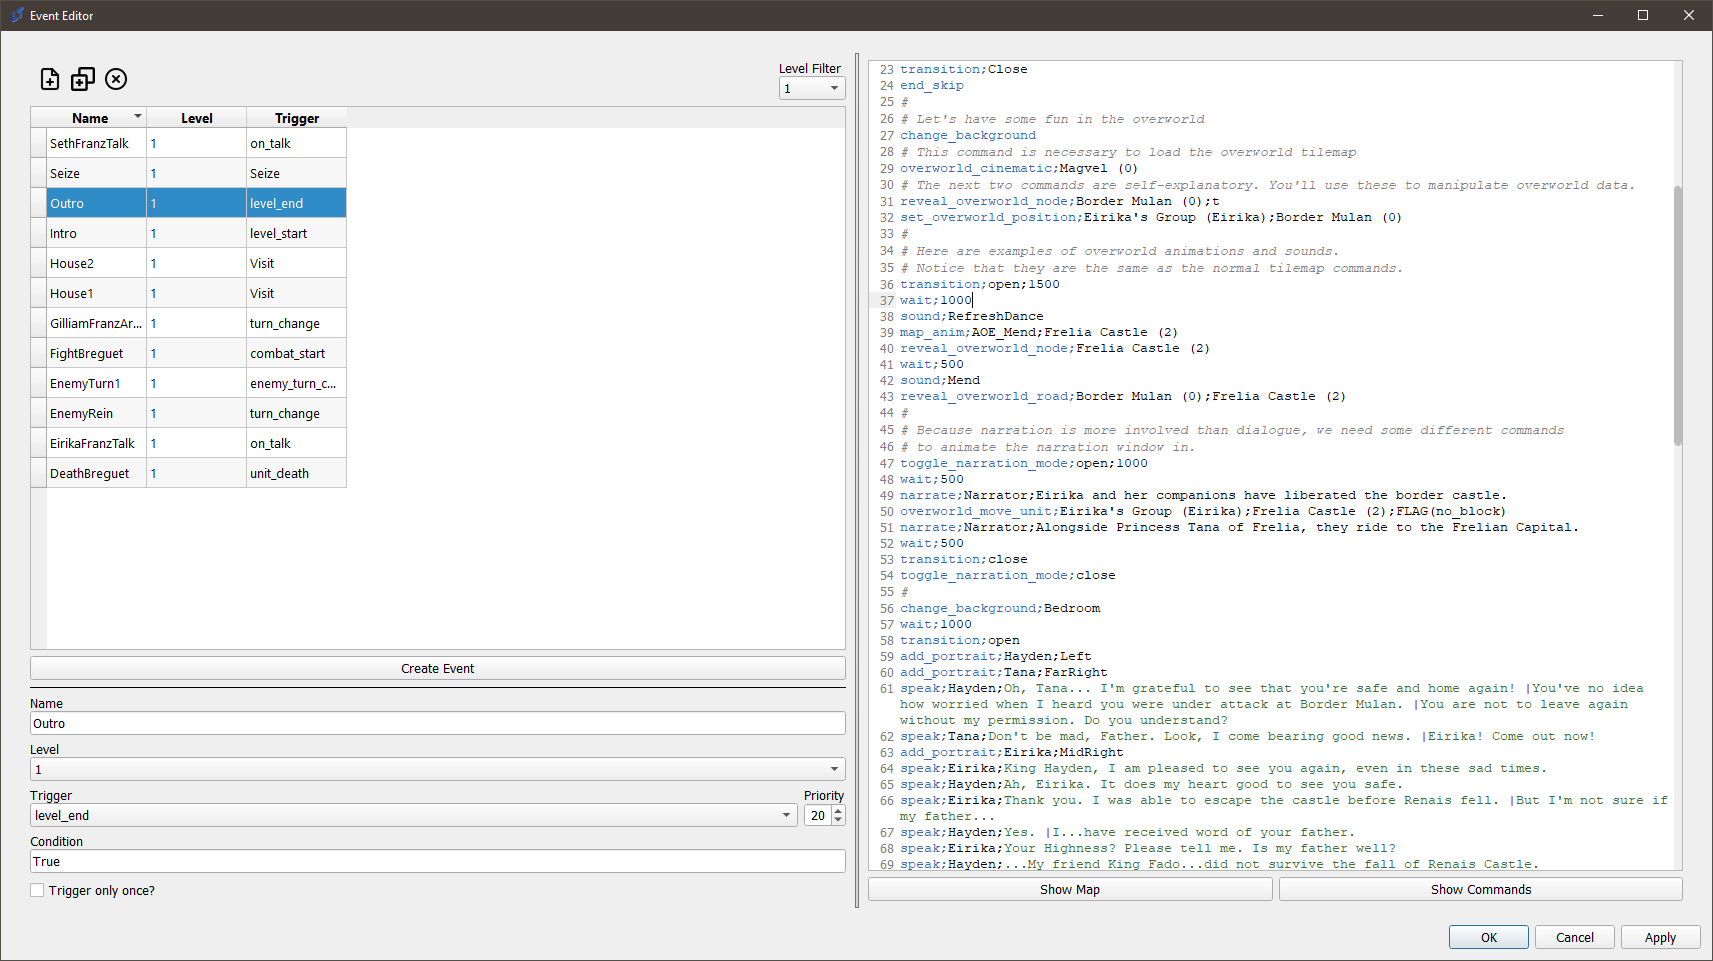 Event Editor
Level Filter
1
Name Level Trigger
SethFranzTalk 1 on_talk
Seize 1 Seize
Outro 1 level_end
Intro 1 level_start
House2 1 Visit
House1 1 Visit
GilliamFranzAr... 1 turn_change
FightBreguet 1 combat_start
EnemyTurn1 1 enemy_turn_c...
EnemyRein 1 turn_change
EirikaFranzTalk 1 on_talk
DeathBreguet 1 unit_death
Create Event
Name
Outro
Level
1
Trigger Priority
level_end 20
Condition
True
Trigger only once?
23 transition;Close
24 end_skip
25 #
26 # Let's have some fun in the overworld
27 change_background
28 # This command is necessary to load the overworld tilemap
29 overworld_cinematic;Magvel (0)
30 # The next two commands are self-explanatory. You'll use these to manipulate overworld data.
31 reveal_overworld_node;Border Mulan (0);t
32 set_overworld_position;Eirika's Group (Eirika);Border Mulan (0)
33 #
34 # Here are examples of overworld animations and sounds.
35 # Notice that they are the same as the normal tilemap commands.
36 transition;open;1500
37 wait;1000
38 sound;RefreshDance
39 map_anim;AOE_Mend;Frelia Castle (2)
40 reveal_overworld_node;Frelia Castle (2)
41 wait;500
42 sound;Mend
43 reveal_overworld_road;Border Mulan (0);Frelia Castle (2)
44 #
45 # Because narration is more involved than dialogue, we need some different commands
46 # to animate the narration window in.
47 toggle_narration_mode;open;1000
48 wait;500
49 narrate;Narrator;Eirika and her companions have liberated the border castle.
50 overworld_move_unit;Eirika's Group (Eirika);Frelia Castle (2);FLAG(no_block)
51 narrate;Narrator;Alongside Princess Tana of Frelia, they ride to the Frelian Capital.
52 wait;500
53 transition;close
54 toggle_narration_mode;close
55 #
56 change_background;Bedroom
57 wait;1000
58 transition;open
59 add_portrait;Hayden;Left
60 add_portrait;Tana;FarRight
61 speak;Hayden;Oh, Tana... I'm grateful to see that you're safe and home again! |You've no idea
how worried when I heard you were under attack at Border Mulan. |You are not to leave again
without my permission. Do you understand?
62 speak;Tana;Don't be mad, Father. Look, I come bearing good news. |Eirika! Come out now!
63 add_portrait;Eirika;MidRight
64 speak;Eirika;King Hayden, I am pleased to see you again, even in these sad times.
65 speak;Hayden;Ah, Eirika. It does my heart good to see you safe.
66 speak;Eirika;Thank you. I was able to escape the castle before Renais fell. |But I'm not sure if
my father...
67 speak;Hayden;Yes. |I...have received word of your father.
68 speak;Eirika;Your Highness? Please tell me. Is my father well?
69 speak;Hayden;...My friend King Fado...did not survive the fall of Renais Castle.
Show Map Show Commands
OK Cancel Apply